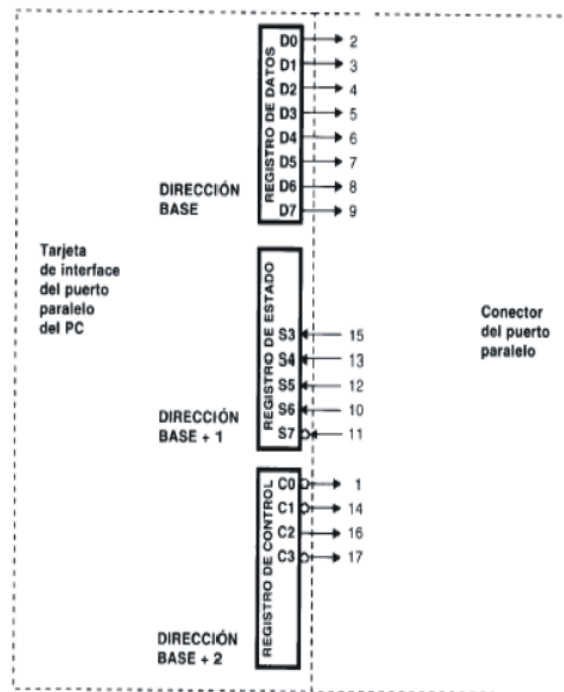 Tarjeta
de interface
del puerto
paralelo
del PC
DIRECCIÓN
BASE
REGISTRO DE DATOS
D0 2
D1 3
D2 4
D3 5
D4 6
D5 7
D6 8
D7 9
DIRECCIÓN
BASE + 1
REGISTRO DE ESTADO
S3 15
S4 13
S5 12
S6 10
S7 11
DIRECCIÓN
BASE + 2
REGISTRO DE CONTROL
C0 1
C1 14
C2 16
C3 17
Conector
del puerto
paralelo